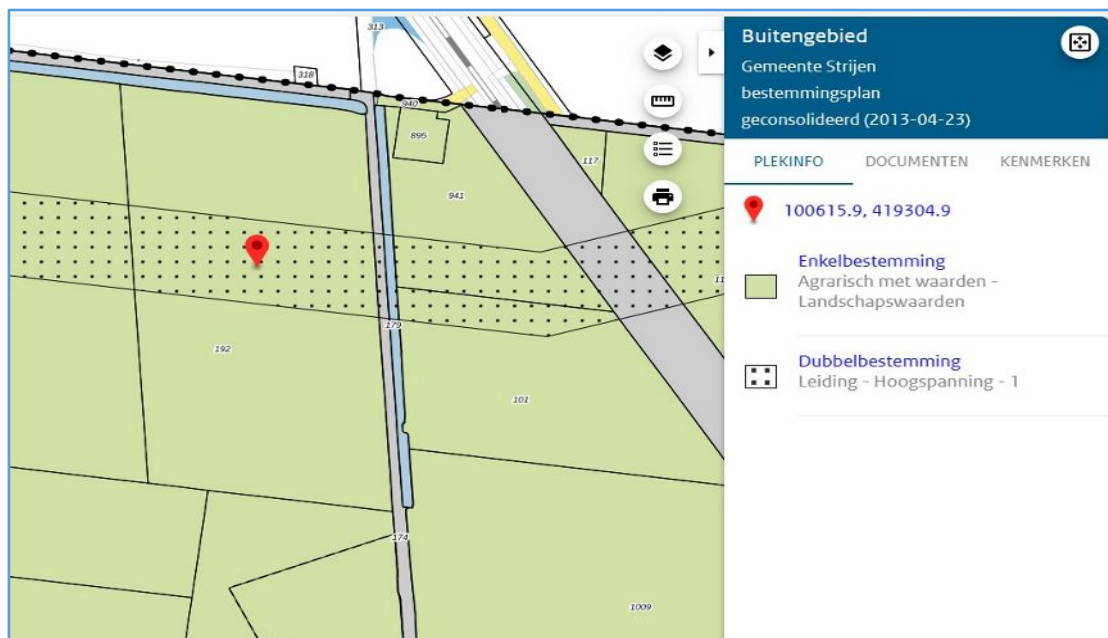 313
318
940
895
117
941
11
179
192
101
174
1009
Buitengebied
Gemeente Strijen
bestemmingsplan
geconsolideerd (2013-04-23)
PLEKINFO DOCUMENTEN KENMERKEN
100615.9, 419304.9
Enkelbestemming
Agrarisch met waarden -
Landschapswaarden
Dubbelbestemming
Leiding - Hoogspanning - 1